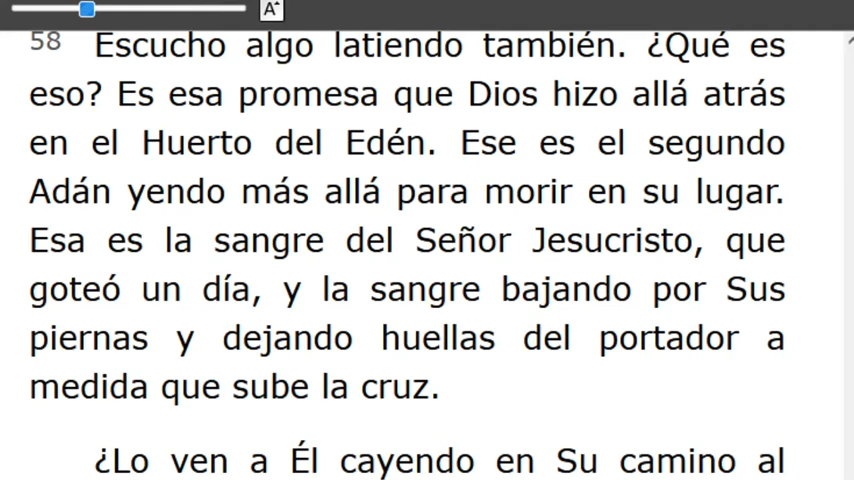 A
58 Escucho algo latiendo también. ¿Qué es
eso? Es esa promesa que Dios hizo allá atrás
en el Huerto del Edén. Ese es el segundo
Adán yendo más allá para morir en su lugar.
Esa es la sangre del Señor Jesucristo, que
goteó un día, y la sangre bajando por Sus
piernas y dejando huellas del portador a
medida que sube la cruz.
¿Lo ven a Él cayendo en Su camino al